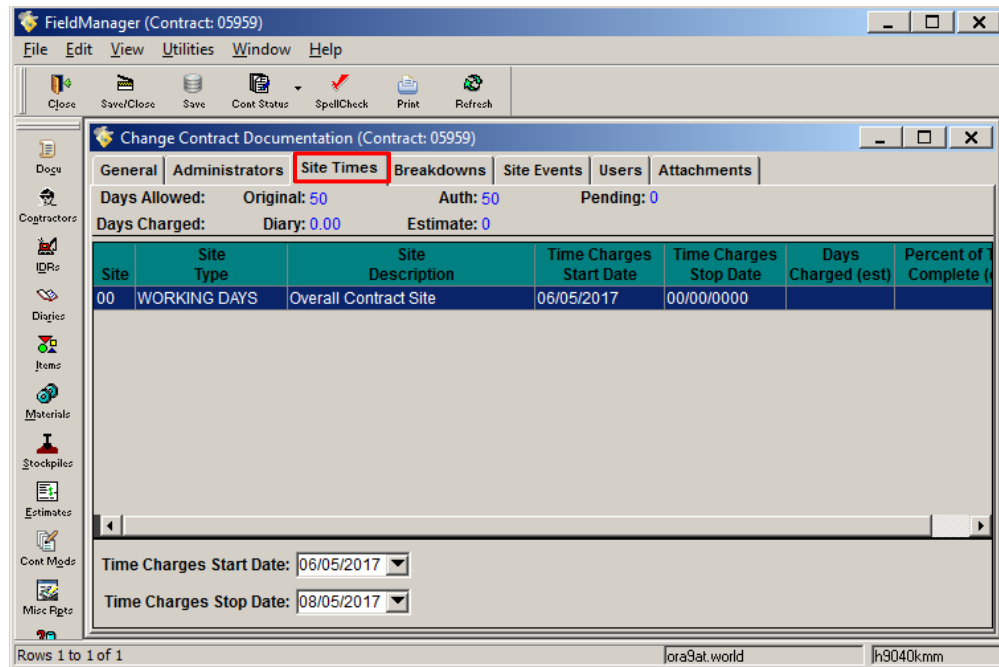 FieldManager (Contract: 05959)
File Edit View Utilities Window Help
Close Save/Close Save Cont Status SpellCheck Print Refresh
Change Contract Documentation (Contract: 05959)
General Administrators Site Times Breakdowns Site Events Users Attachments
Days Allowed: Original: 50 Auth: 50 Pending: 0
Days Charged: Diary: 0.00 Estimate: 0
Site Site Time Charges Time Charges Days Percent of T
Site Type Description Start Date Stop Date Charged (est) Complete (
00 WORKING DAYS Overall Contract Site 06/05/2017 00/00/0000
Docu
Contractors
IDRs
Diaries
Items
Materials
Stockpiles
Estimates
Cont Mods
Misc Rpts
Time Charges Start Date: 06/05/2017
Time Charges Stop Date: 08/05/2017
Rows 1 to 1 of 1 ora9at.world h9040kmm